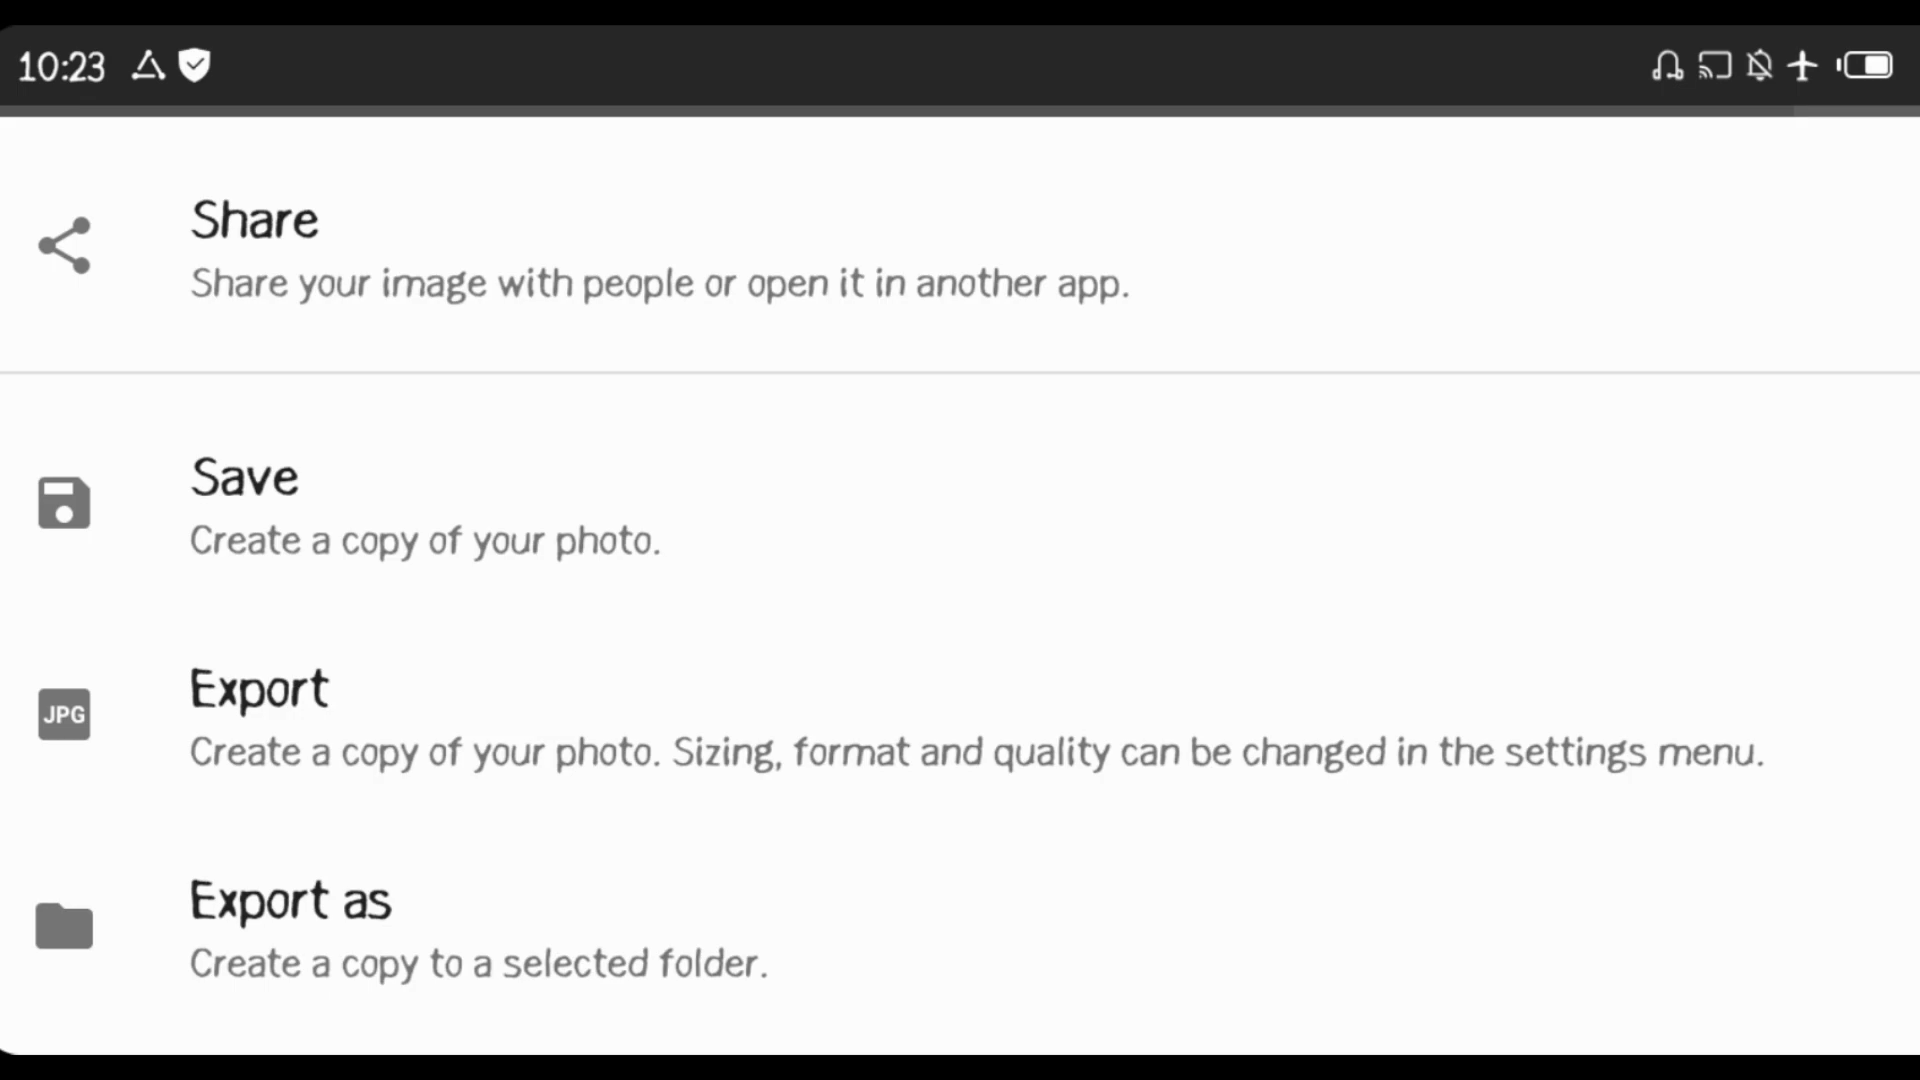 10:23
Share
Share your image with people or open it in another app.
Save
Create a copy of your photo.
JPG
Export
Create a copy of your photo. Sizing, format and quality can be changed in the settings menu.
Export as
Create a copy to a selected folder.